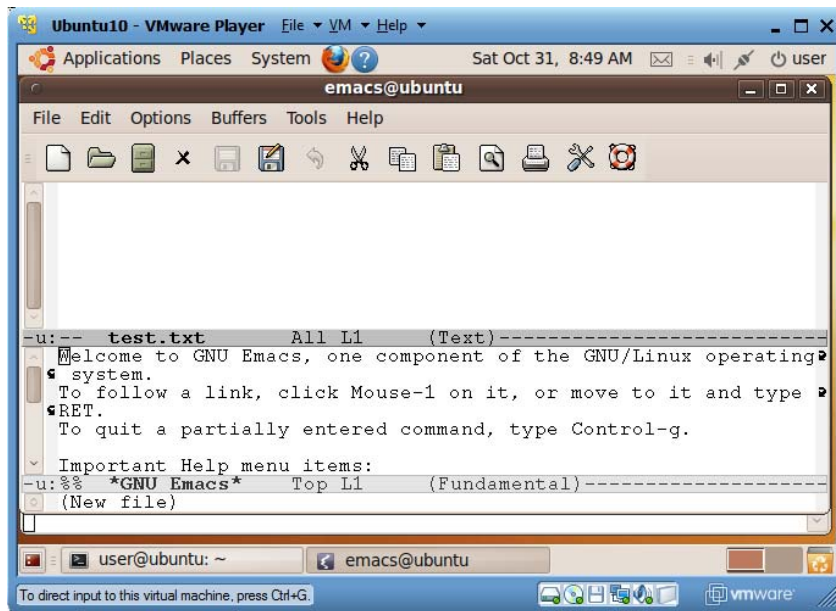 Ubuntu10 - VMware Player File VM Help
Applications Places System Sat Oct 31, 8:49 AM user
emacs@ubuntu
File Edit Options Buffers Tools Help
-u:-- test.txt All L1 (Text)----------------------------
Welcome to GNU Emacs, one component of the GNU/Linux operating
system.
To follow a link, click Mouse-1 on it, or move to it and type
RET.
To quit a partially entered command, type Control-g.
Important Help menu items:
-u:%% *GNU Emacs* Top L1 (Fundamental)---------------------
(New file)
user@ubuntu: ~ emacs@ubuntu
To direct input to this virtual machine, press Ctrl+G. vmware